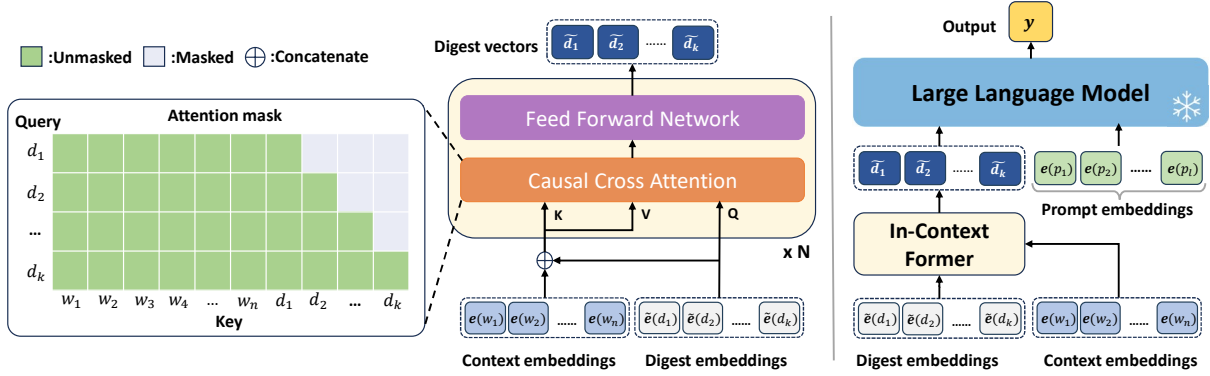 :Unmasked :Masked :Concatenate
Attention mask
Query
d₁
d₂
...
dₖ
w₁ w₂ w₃ w₄ ... wₙ d₁ d₂ ... dₖ
Key
Digest vectors
d̃₁ d̃₂ ...... d̃ₖ
Feed Forward Network
Causal Cross Attention
K V Q
x N
e(w₁) e(w₂) ...... e(wₙ)
ẽ(d₁) ẽ(d₂) ...... ẽ(dₖ)
Context embeddings Digest embeddings
Output
y
Large Language Model
d̃₁ d̃₂ ...... d̃ₖ
e(p₁) e(p₂) ...... e(pₗ)
Prompt embeddings
In-Context
Former
ẽ(d₁) ẽ(d₂) ...... ẽ(dₖ)
e(w₁) e(w₂) ...... e(wₙ)
Digest embeddings Context embeddings